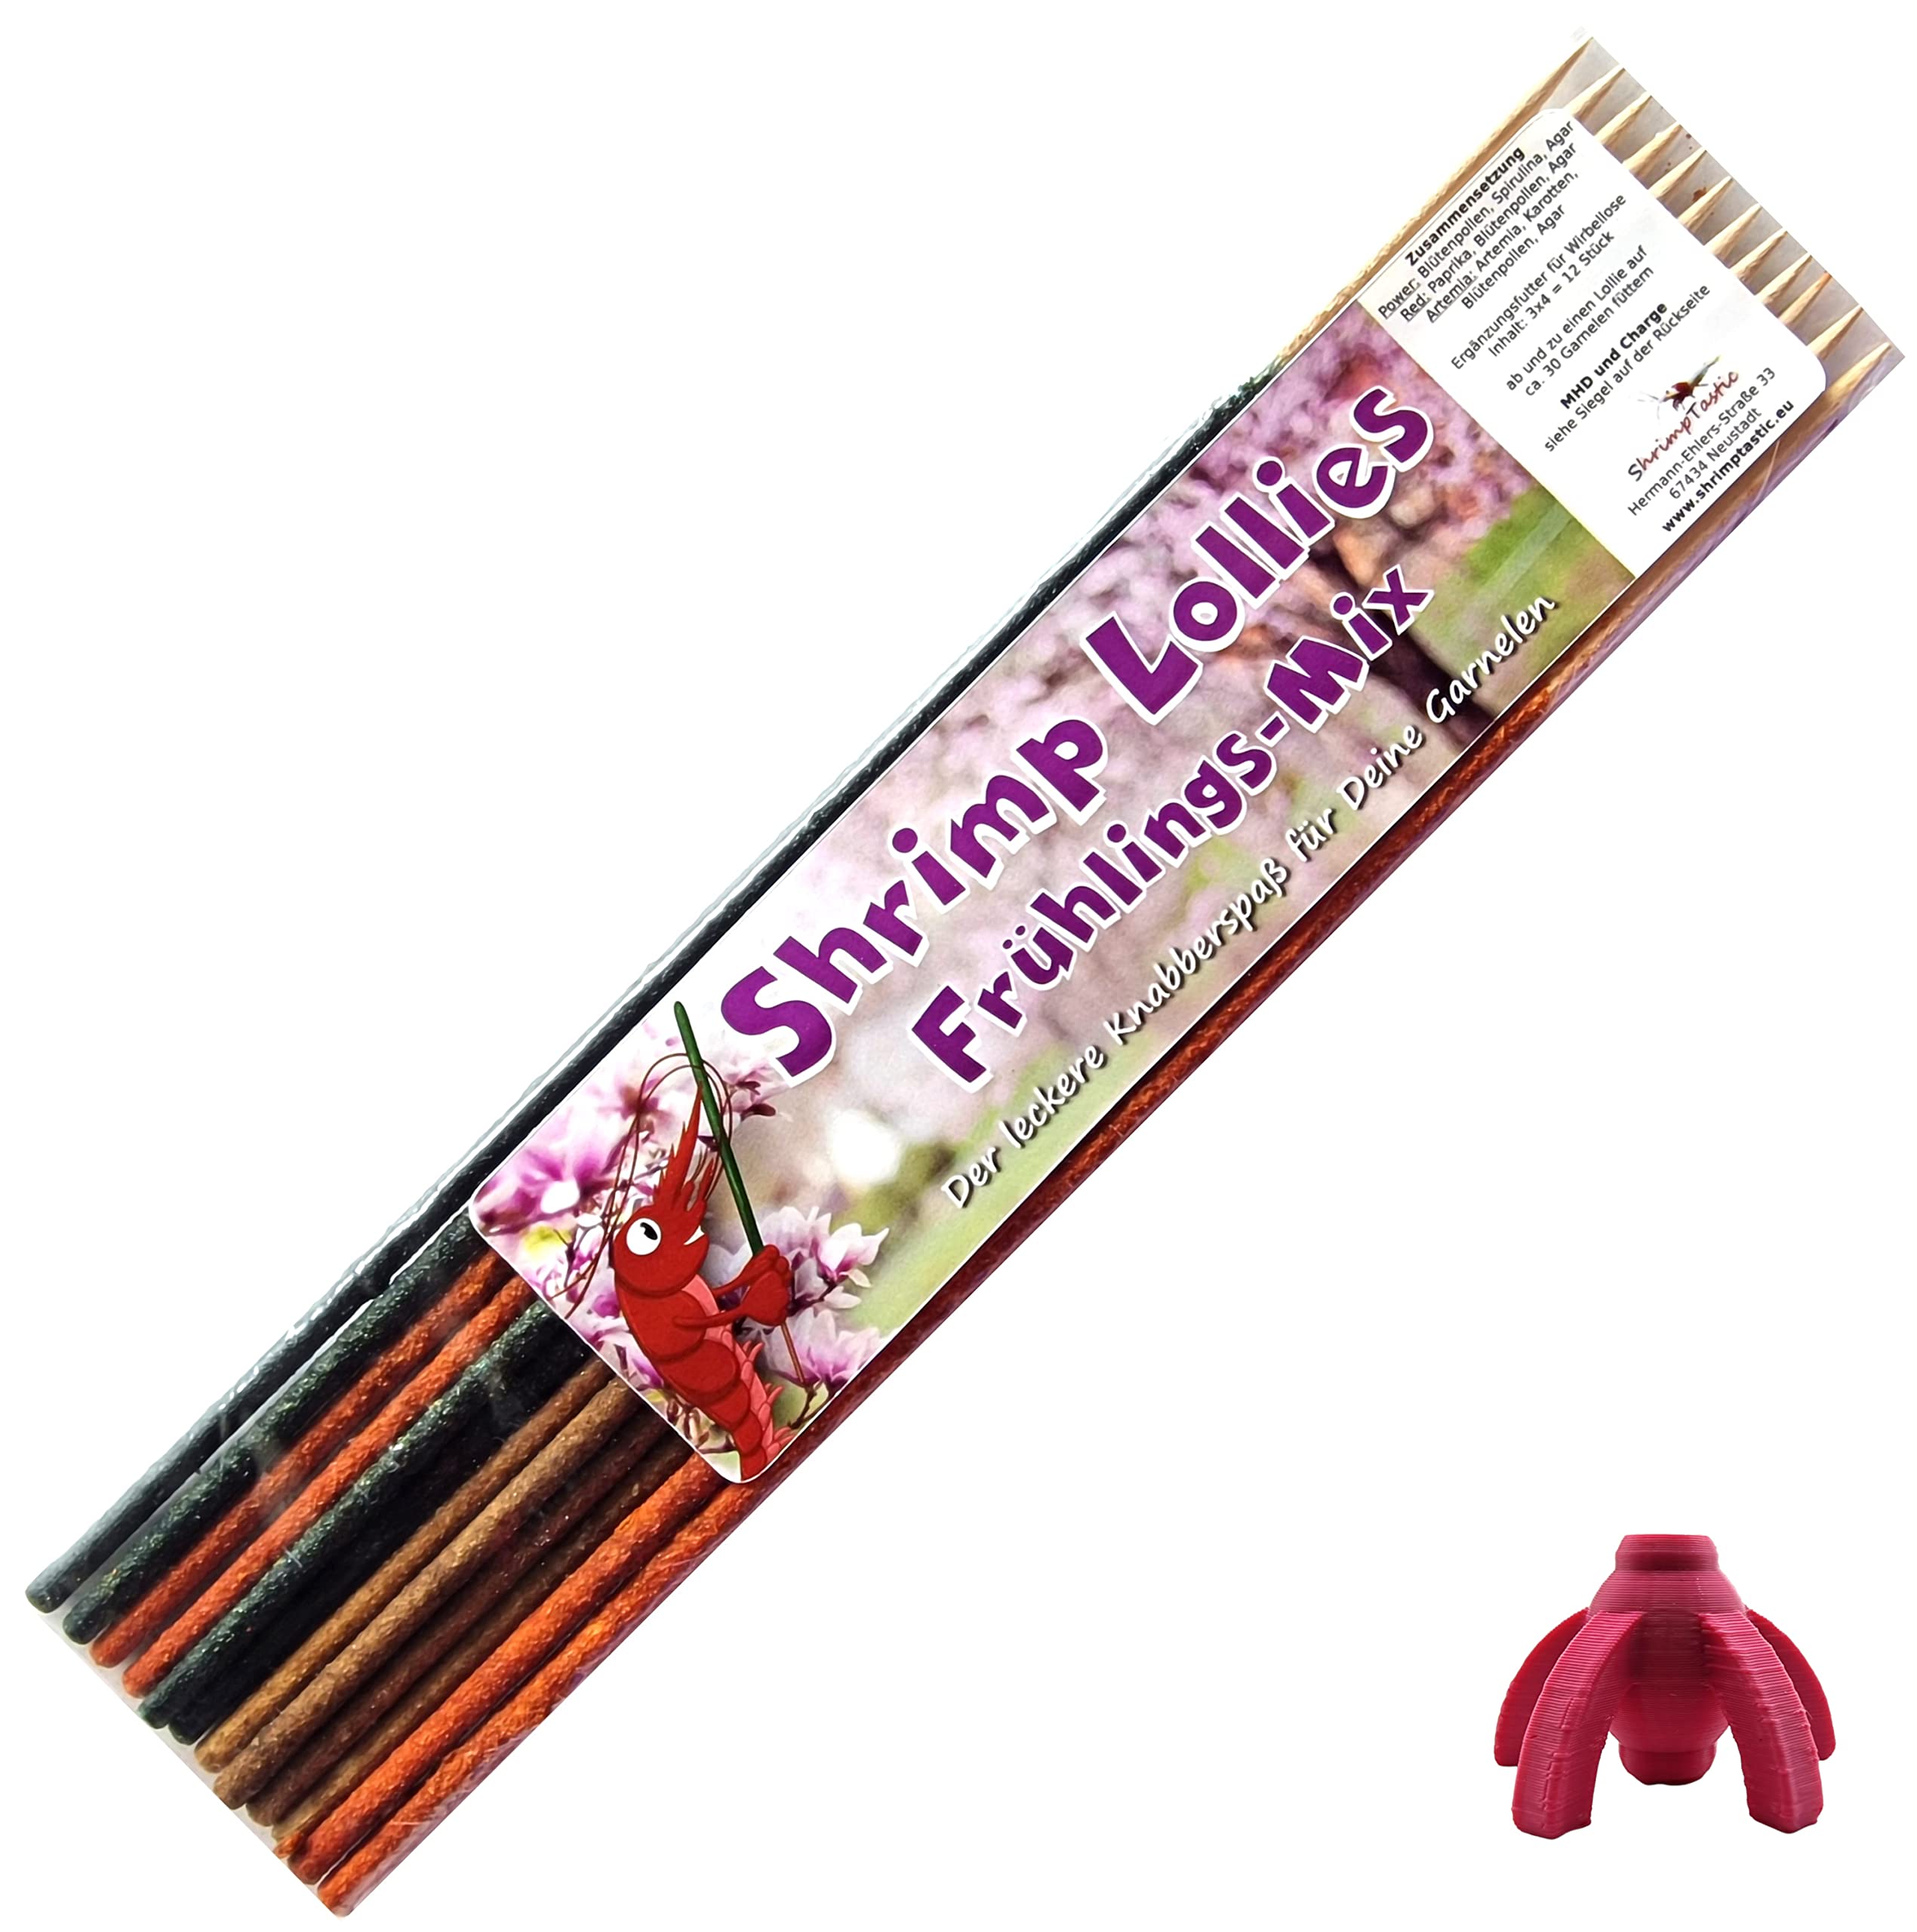 Shrimp Lollies
Frühlings-Mix
Der leckere Knabberspaß für Deine Garnelen
Zusammensetzung
Power: Blütenpollen, Spirulina, Agar
Red: Paprika, Blütenpollen, Agar
Artemia: Artemia, Karotten,
Blütenpollen, Agar
Ergänzungsfutter für Wirbellose
Inhalt: 3x4 = 12 Stück
ab und zu einen Lollie auf
ca. 30 Garnelen füttern
MHD und Charge
siehe Siegel auf der Rückseite
ShrimpTastic
Hermann-Ehlers-Straße 33
67434 Neustadt
www.shrimptastic.eu